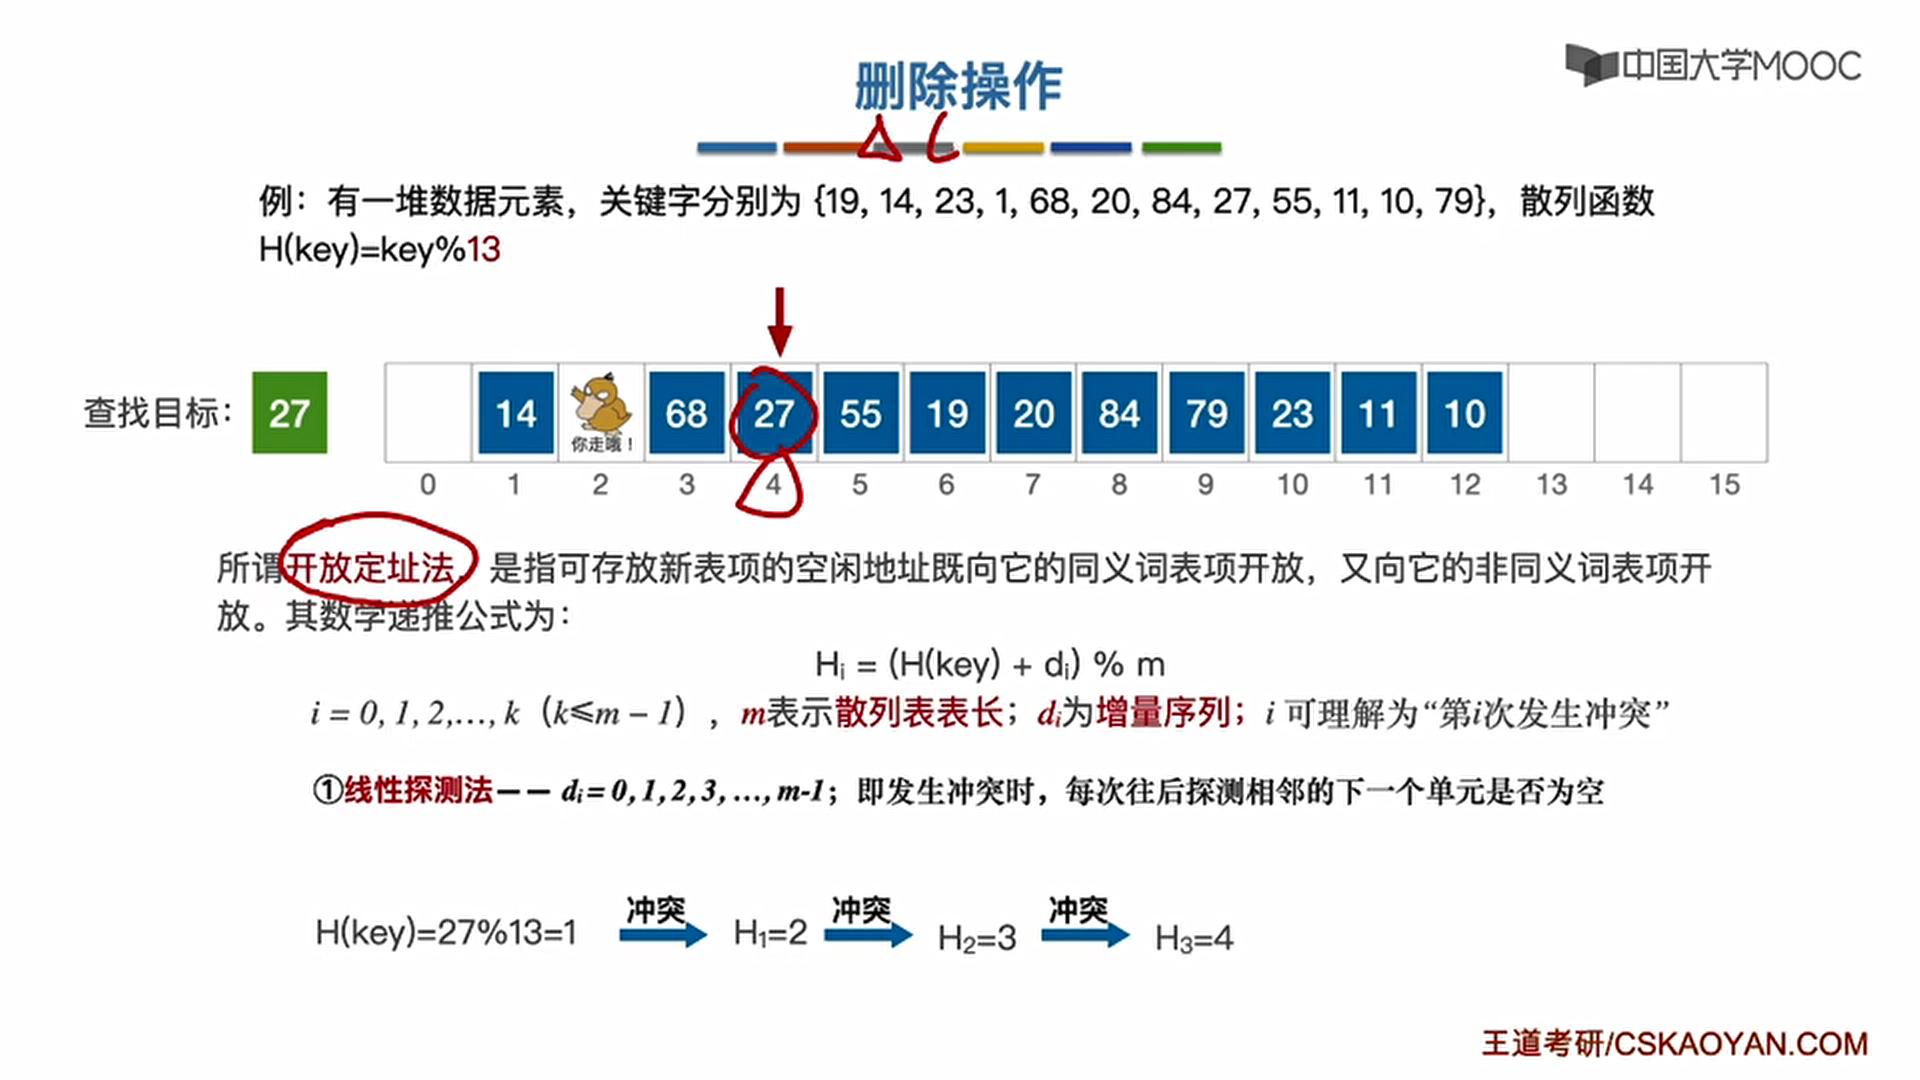 删除操作
中国大学MOOC
例：有一堆数据元素，关键字分别为 {19, 14, 23, 1, 68, 20, 84, 27, 55, 11, 10, 79}，散列函数
H(key)=key%13
查找目标： 27 14 68 27 55 19 20 84 79 23 11 10
你走哦！
0 1 2 3 4 5 6 7 8 9 10 11 12 13 14 15
所谓开放定址法，是指可存放新表项的空闲地址既向它的同义词表项开放，又向它的非同义词表项开
放。其数学递推公式为：
Hᵢ = (H(key) + dᵢ) % m
i = 0, 1, 2,…, k（k≤m − 1），m表示散列表表长；dᵢ为增量序列；i 可理解为“第i次发生冲突”
①线性探测法—— dᵢ = 0, 1, 2, 3, …, m-1；即发生冲突时，每次往后探测相邻的下一个单元是否为空
冲突 冲突 冲突
H(key)=27%13=1 H₁=2 H₂=3 H₃=4
王道考研/CSKAOYAN.COM